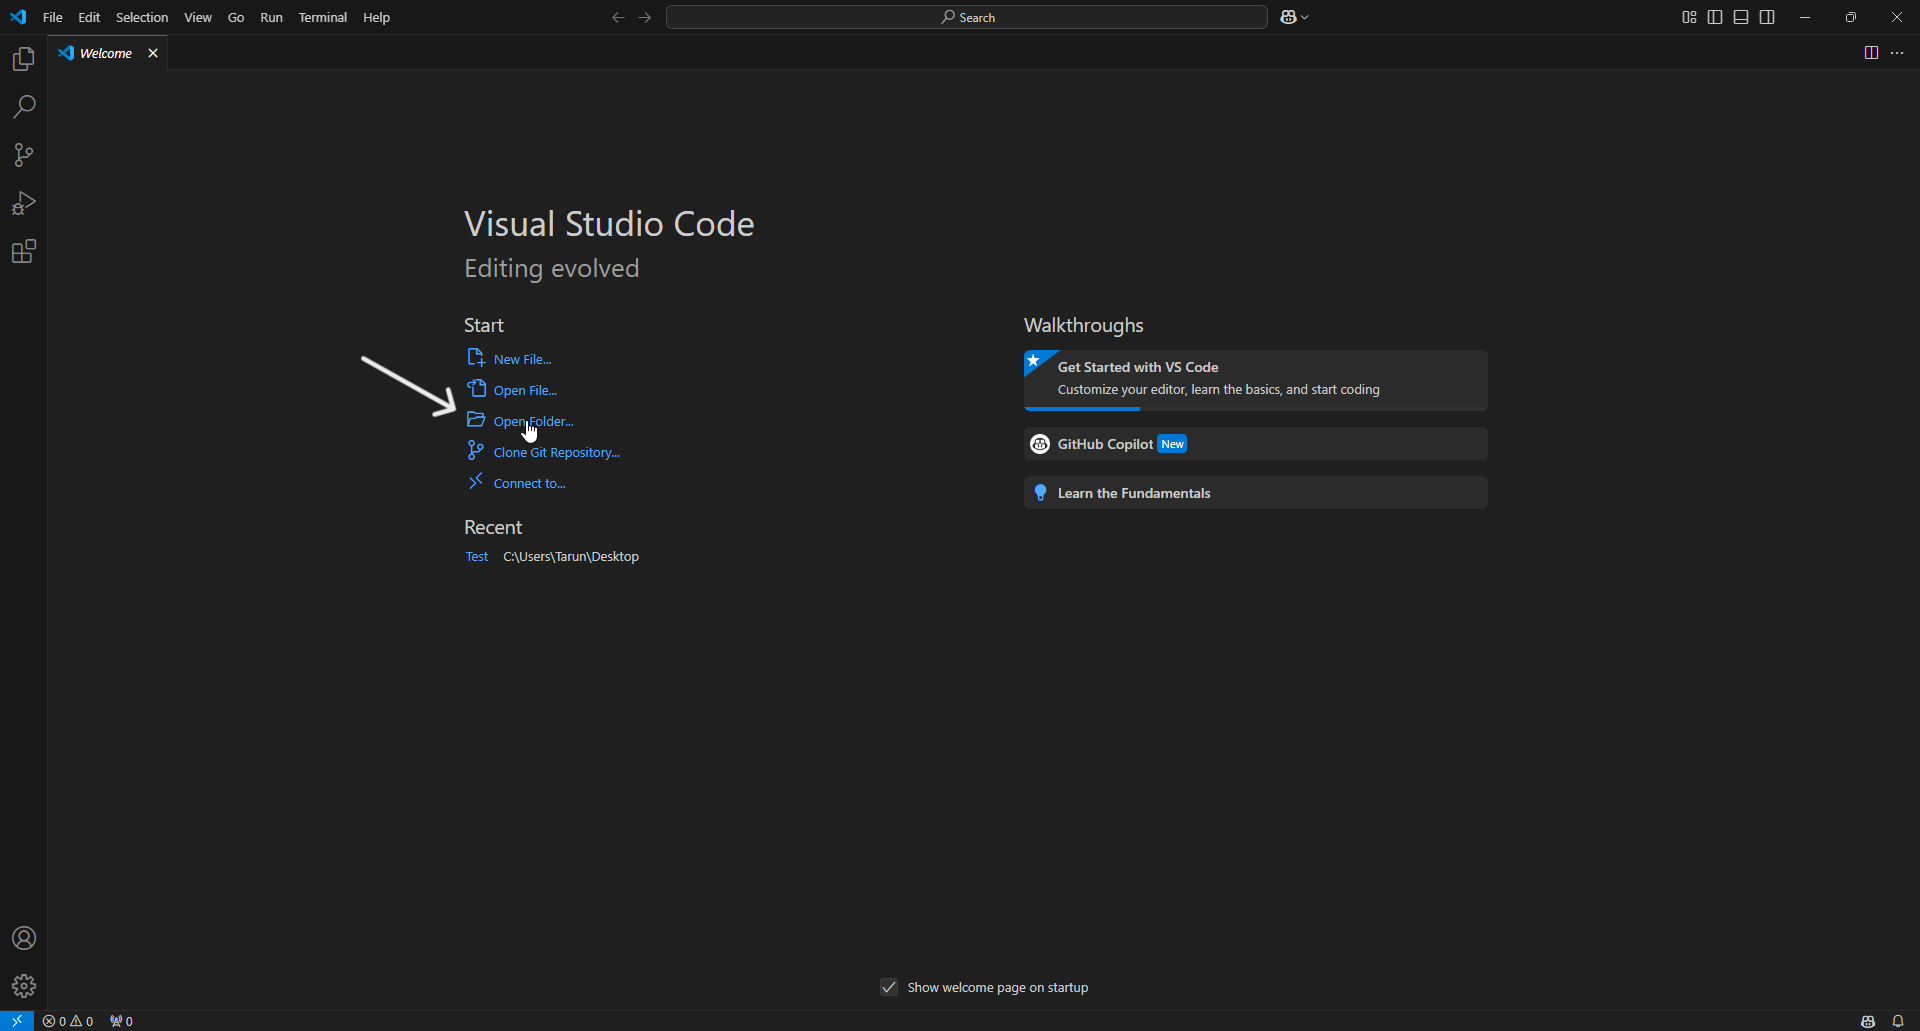 File Edit Selection View Go Run Terminal Help
Search
Welcome
Visual Studio Code
Editing evolved
Start
New File...
Open File...
Open Folder...
Clone Git Repository...
Connect to...
Recent
Test C:\Users\Tarun\Desktop
Walkthroughs
Get Started with VS Code
Customize your editor, learn the basics, and start coding
GitHub Copilot New
Learn the Fundamentals
Show welcome page on startup
0 0 0